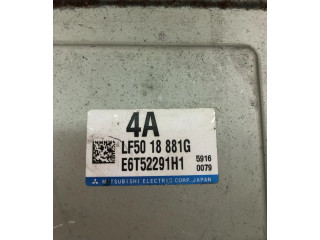 4A
LF50 18 881G
E6T52291H1
5916
0079
MITSUBISHI ELECTRIC CORP. JAPAN